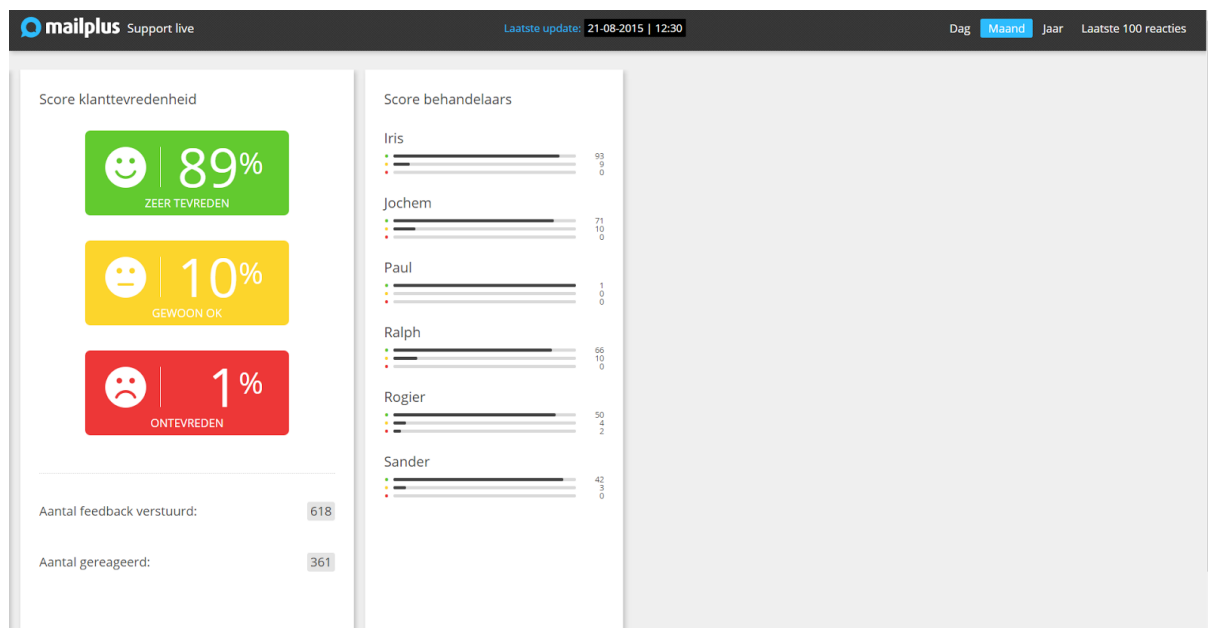 mailplus Support live
Laatste update: 21-08-2015 | 12:30
Dag Maand Jaar Laatste 100 reacties
Score klanttevredenheid
89%
ZEER TEVREDEN
10%
GEWOON OK
1%
ONTEVREDEN
Aantal feedback verstuurd: 618
Aantal gereageerd: 361
Score behandelaars
Iris
93
9
0
Jochem
71
10
0
Paul
1
0
0
Ralph
66
10
0
Rogier
50
4
2
Sander
42
3
0